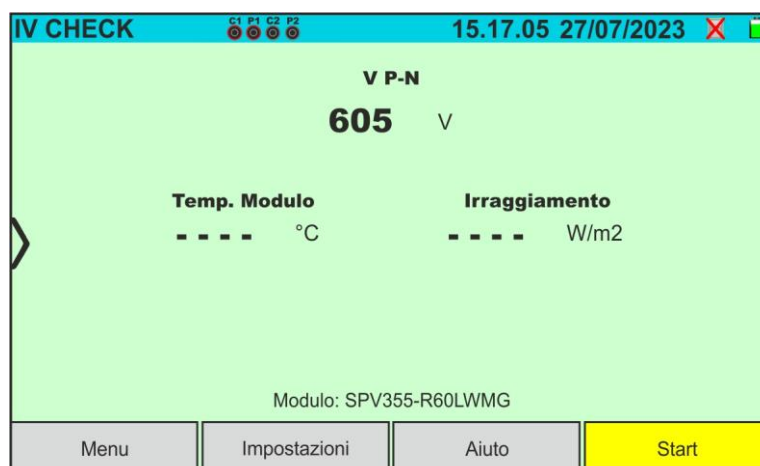 IV CHECK C1 P1 C2 P2 15.17.05 27/07/2023
V P-N
605 V
Temp. Modulo Irraggiamento
- - - - °C - - - - W/m2
Modulo: SPV355-R60LWMG
Menu Impostazioni Aiuto Start